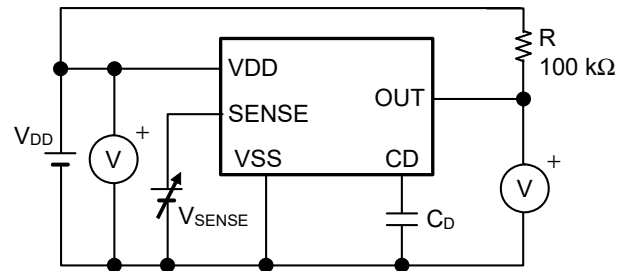 R
100 kΩ
VDD
OUT
SENSE
VDD
+
V
VSS
CD
+
V
VSENSE
CD